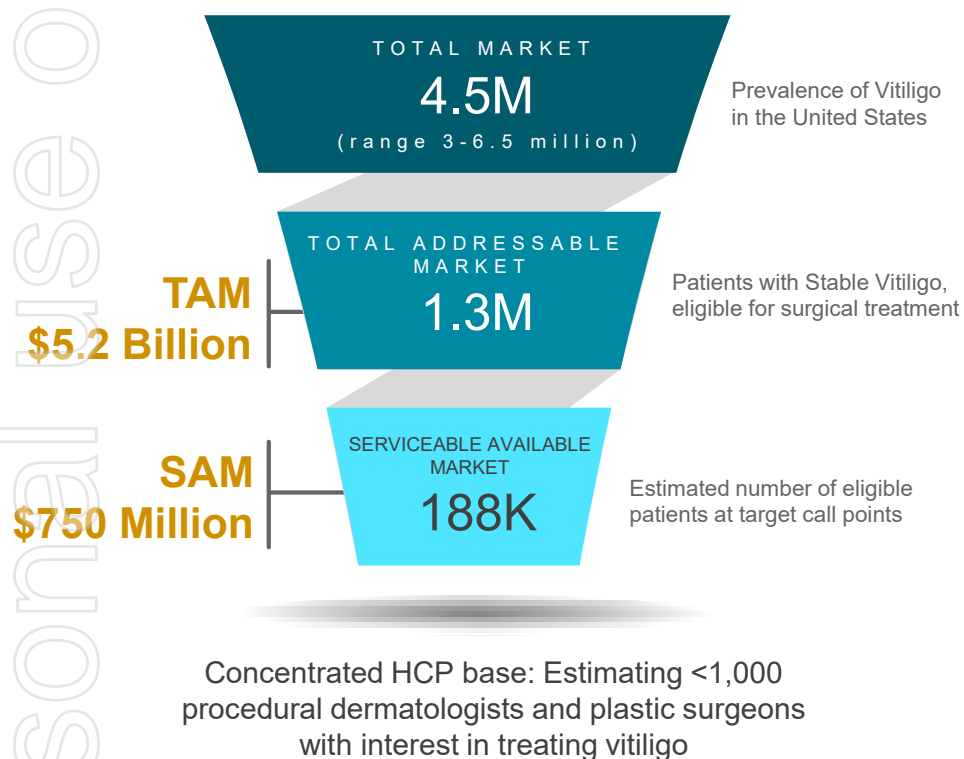 TOTAL MARKET
4.5M
(range 3-6.5 million)
Prevalence of Vitiligo
in the United States
TOTAL ADDRESSABLE
MARKET
1.3M
Patients with Stable Vitiligo,
eligible for surgical treatment
TAM
$5.2 Billion
SERVICEABLE AVAILABLE
MARKET
188K
Estimated number of eligible
patients at target call points
SAM
$750 Million
Concentrated HCP base: Estimating <1,000
procedural dermatologists and plastic surgeons
with interest in treating vitiligo
sonal use o